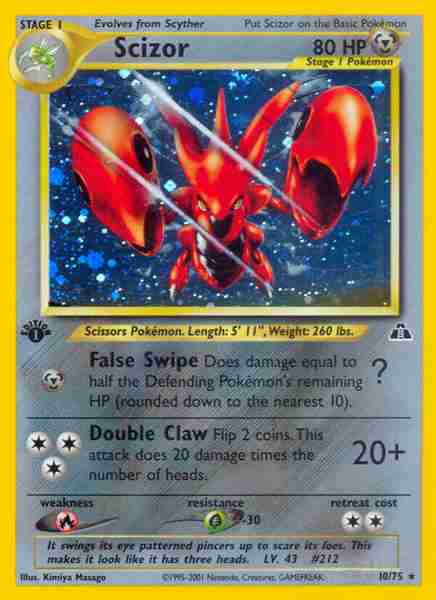 STAGE 1 Evolves from Scyther Put Scizor on the Basic Pokémon
Scizor 80 HP
Stage 1 Pokémon
EDITION
1
Scissors Pokémon. Length: 5' 11", Weight: 260 lbs.
False Swipe Does damage equal to
half the Defending Pokémon's remaining ?
HP (rounded down to the nearest 10).
Double Claw Flip 2 coins. This
attack does 20 damage times the 20+
number of heads.
weakness resistance retreat cost
-30
It swings its eye patterned pincers up to scare its foes. This
makes it look like it has three heads. LV. 43 #212
Illus. Kimiya Masago ©1995-2001 Nintendo, Creatures, GAMEFREAK. 10/75 ★